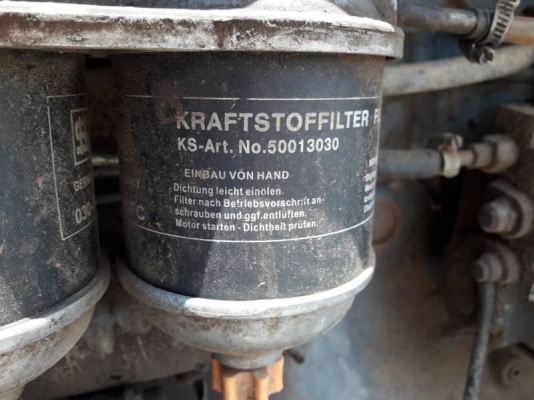 KRAFTSTOFFILTER F
KS-Art. No.50013030
EINBAU VON HAND
Dichtung leicht einölen.
Filter nach Betriebsvorschrift an-
schrauben und ggf. entlüften.
Motor starten - Dichtheit prüfen.
C
030